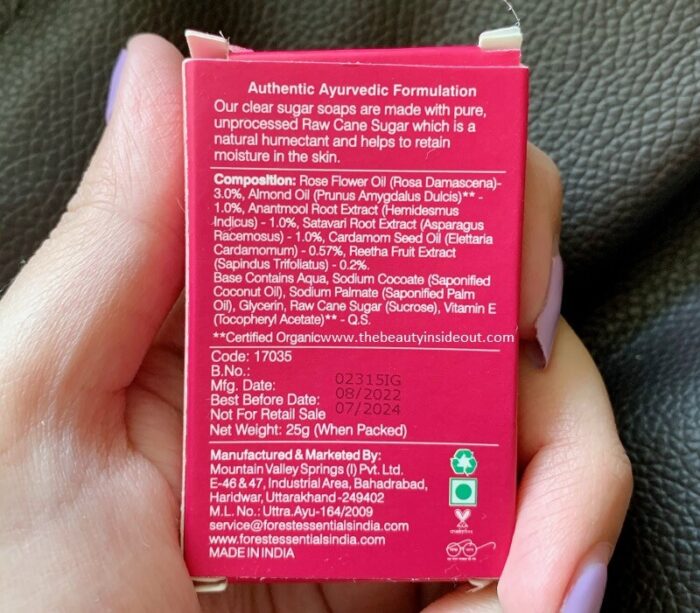 Authentic Ayurvedic Formulation
Our clear sugar soaps are made with pure,
unprocessed Raw Cane Sugar which is a
natural humectant and helps to retain
moisture in the skin.
Composition: Rose Flower Oil (Rosa Damascena)-
3.0%, Almond Oil (Prunus Amygdalus Dulcis)** -
1.0%, Anantmool Root Extract (Hemidesmus
Indicus) - 1.0%, Satavari Root Extract (Asparagus
Racemosus) - 1.0%, Cardamom Seed Oil (Elettaria
Cardamomum) - 0.57%, Reetha Fruit Extract
(Sapindus Trifoliatus) - 0.2%.
Base Contains Aqua, Sodium Cocoate (Saponified
Coconut Oil), Sodium Palmate (Saponified Palm
Oil), Glycerin, Raw Cane Sugar (Sucrose), Vitamin E
(Tocopheryl Acetate)** - Q.S.
**Certified Organic www.thebeautyinsideout.com
Code: 17035
B.No.: 02315IG
Mfg. Date: 08/2022
Best Before Date: 07/2024
Not For Retail Sale
Net Weight: 25g (When Packed)
Manufactured & Marketed By:
Mountain Valley Springs (I) Pvt. Ltd.
E-46 & 47, Industrial Area, Bahadrabad,
Haridwar, Uttarakhand -249402
M.L. No.: Uttra.Ayu-164/2009
service@forestessentialsindia.com
www.forestessentialsindia.com
MADE IN INDIA